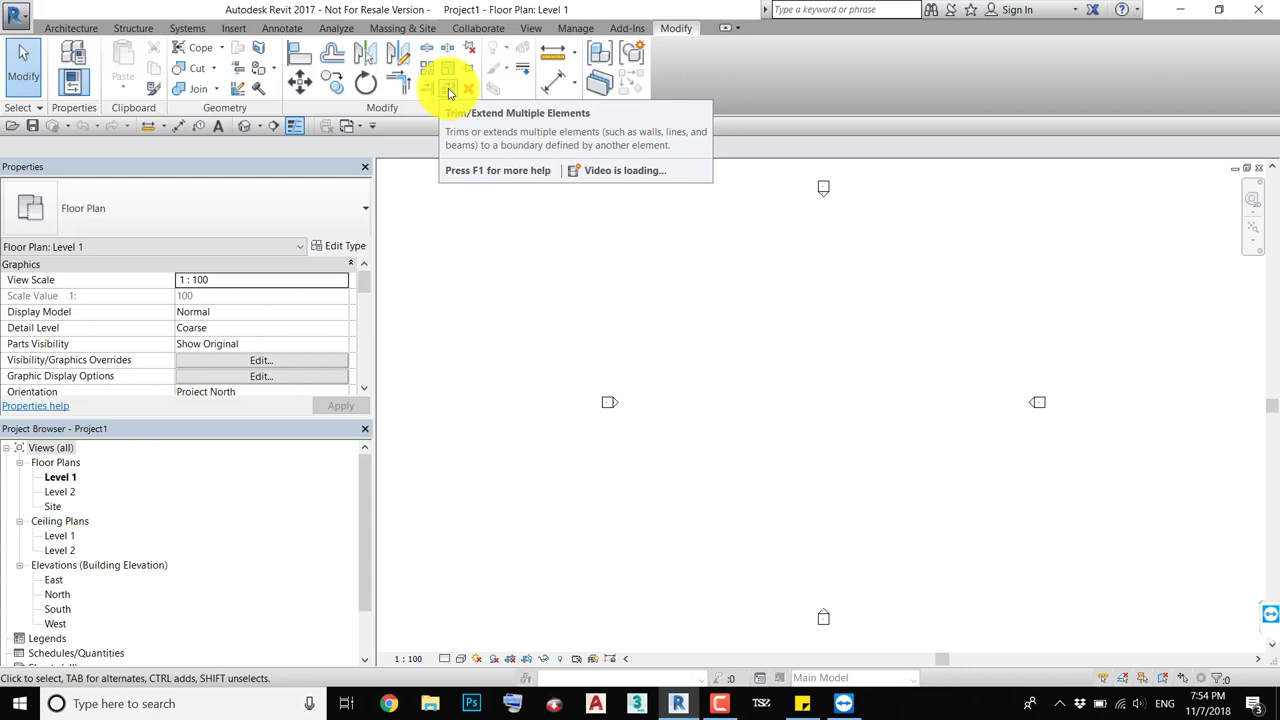 Autodesk Revit 2017 - Not For Resale Version - Project1 - Floor Plan: Level 1
Type a keyword or phrase
Sign In
Architecture Structure Systems Insert Annotate Analyze Massing & Site Collaborate View Manage Add-Ins Modify
Modify
Paste
Cope
Cut
Join
Select Properties Clipboard Geometry Modify
Trim/Extend Multiple Elements
Trims or extends multiple elements (such as walls, lines, and
beams) to a boundary defined by another element.
Press F1 for more help Video is loading...
Properties
Floor Plan
Floor Plan: Level 1 Edit Type
Graphics
View Scale 1 : 100
Scale Value 1: 100
Display Model Normal
Detail Level Coarse
Parts Visibility Show Original
Visibility/Graphics Overrides Edit...
Graphic Display Options Edit...
Orientation Project North
Properties help Apply
Project Browser - Project1
Views (all)
Floor Plans
Level 1
Level 2
Site
Ceiling Plans
Level 1
Level 2
Elevations (Building Elevation)
East
North
South
West
Legends
Schedules/Quantities
1 : 100
Click to select, TAB for alternates, CTRL adds, SHIFT unselects. :0 Main Model :0
Type here to search
7:54 PM
ENG
11/7/2018
3